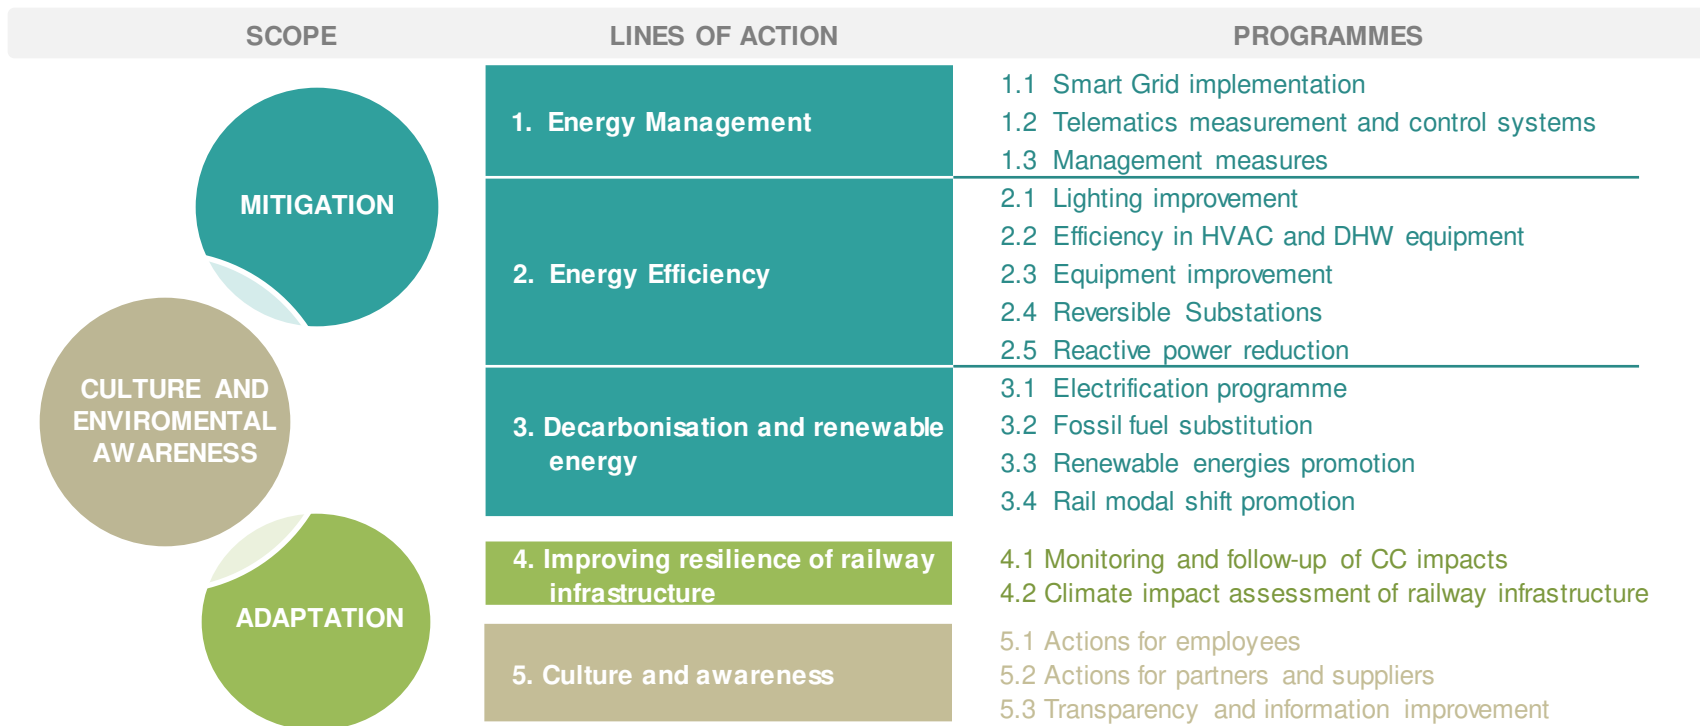 SCOPE
LINES OF ACTION
PROGRAMMES
MITIGATION
CULTURE AND
ENVIROMENTAL
AWARENESS
ADAPTATION
1. Energy Management
1.1 Smart Grid implementation
1.2 Telematics measurement and control systems
1.3 Management measures
2. Energy Efficiency
2.1 Lighting improvement
2.2 Efficiency in HVAC and DHW equipment
2.3 Equipment improvement
2.4 Reversible Substations
2.5 Reactive power reduction
3. Decarbonisation and renewable
energy
3.1 Electrification programme
3.2 Fossil fuel substitution
3.3 Renewable energies promotion
3.4 Rail modal shift promotion
4. Improving resilience of railway
infrastructure
4.1 Monitoring and follow-up of CC impacts
4.2 Climate impact assessment of railway infrastructure
5. Culture and awareness
5.1 Actions for employees
5.2 Actions for partners and suppliers
5.3 Transparency and information improvement